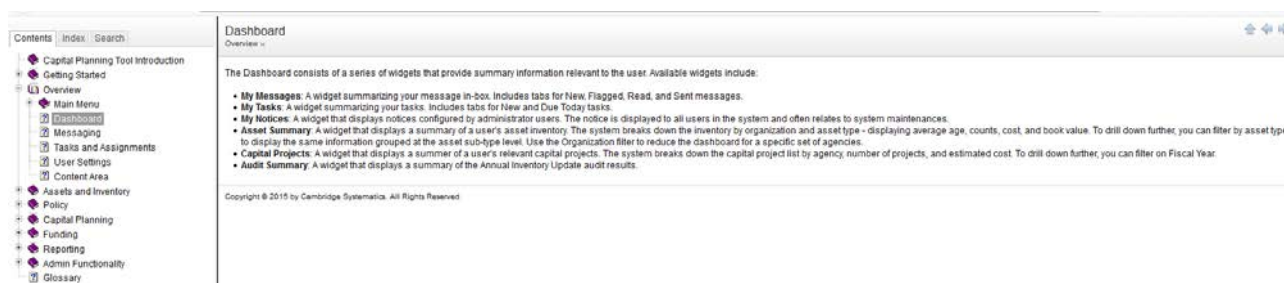 Contents Index Search
Capital Planning Tool Introduction
Getting Started
Overview
Main Menu
Dashboard
Messaging
Tasks and Assignments
User Settings
Content Area
Assets and Inventory
Policy
Capital Planning
Funding
Reporting
Admin Functionality
Glossary
Dashboard
Overview »
The Dashboard consists of a series of widgets that provide summary information relevant to the user. Available widgets include:
• My Messages: A widget summarizing your message in-box. Includes tabs for New, Flagged, Read, and Sent messages.
• My Tasks: A widget summarizing your tasks. Includes tabs for New and Due Today tasks.
• My Notices: A widget that displays notices configured by administrator users. The notice is displayed to all users in the system and often relates to system maintenances.
• Asset Summary: A widget that displays a summary of a user's asset inventory. The system breaks down the inventory by organization and asset type - displaying average age, counts, cost, and book value. To drill down further, you can filter by asset type
to display the same information grouped at the asset sub-type level. Use the Organization filter to reduce the dashboard for a specific set of agencies.
• Capital Projects: A widget that displays a summer of a user's relevant capital projects. The system breaks down the capital project list by agency, number of projects, and estimated cost. To drill down further, you can filter on Fiscal Year.
• Audit Summary: A widget that displays a summary of the Annual Inventory Update audit results.
Copyright © 2015 by Cambridge Systematics. All Rights Reserved